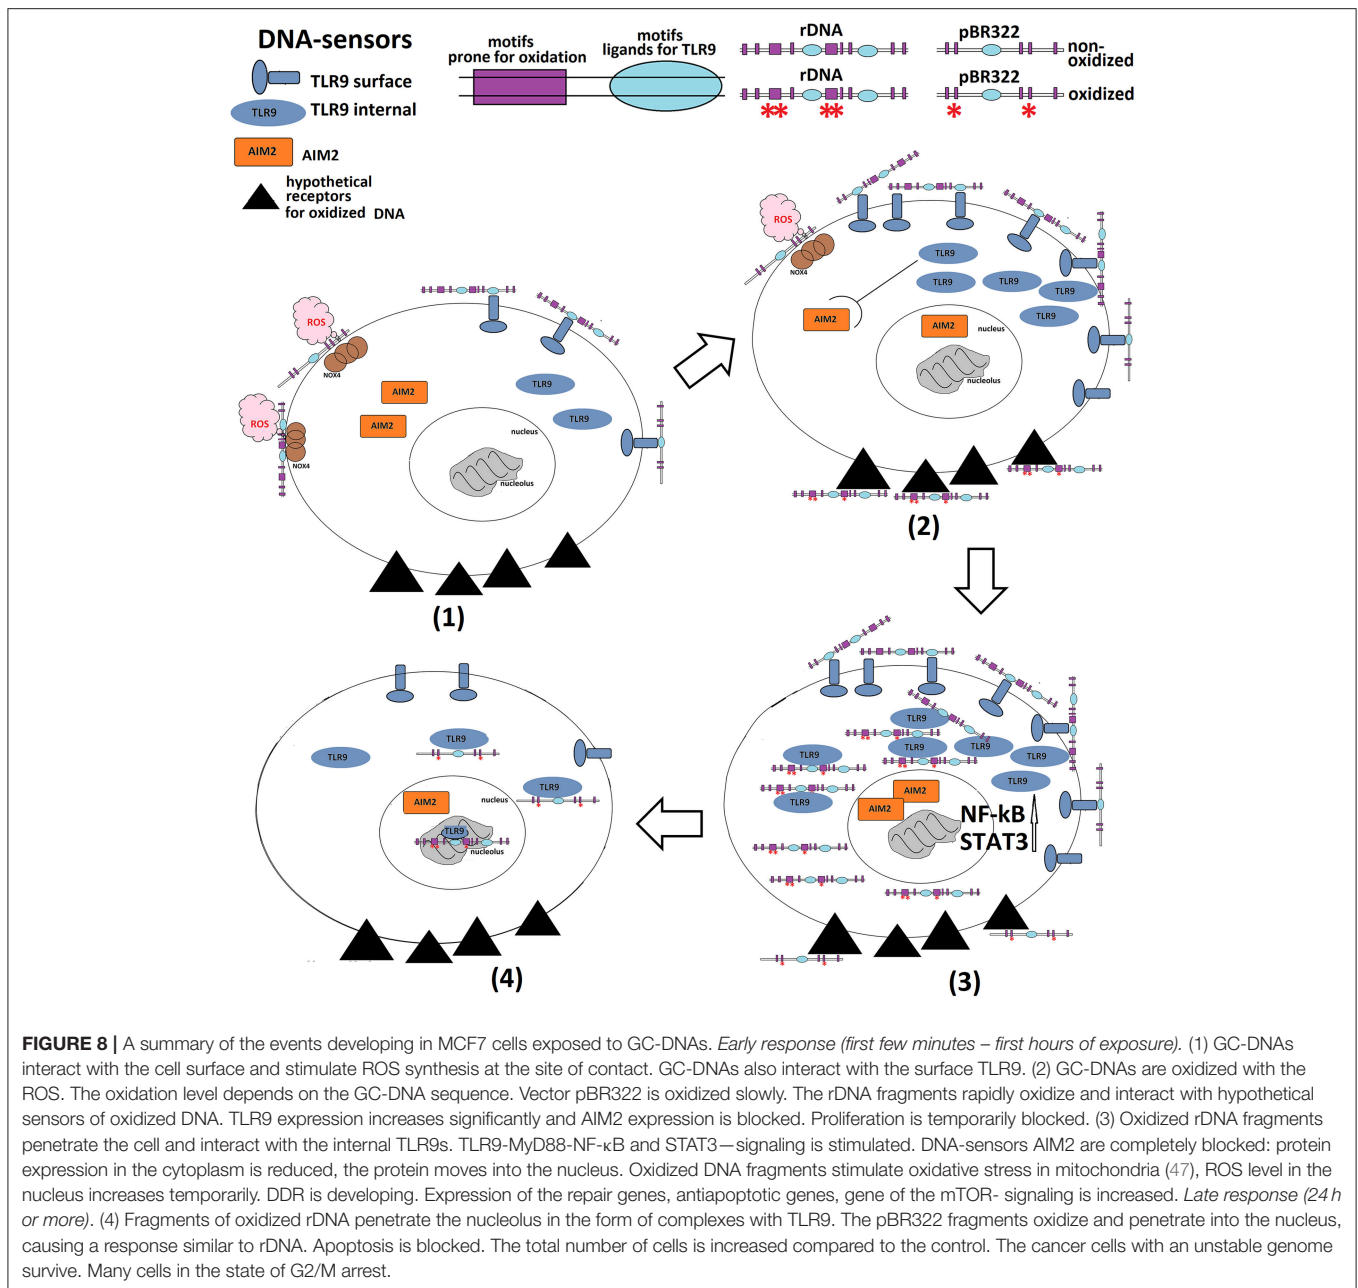 DNA-sensors
TLR9 surface
TLR9
TLR9 internal
AIM2
AIM2
hypothetical
receptors
for oxidized DNA
motifs
prone for oxidation
motifs
ligands for TLR9
rDNA
pBR322
non-
oxidized
rDNA
pBR322
oxidized
** ** * *
ROS
NOX4
ROS
NOX4
AIM2
AIM2
TLR9
TLR9
nucleus
nucleolus
(1)
ROS
NOX4
TLR9
TLR9
TLR9
TLR9
TLR9
AIM2
AIM2
nucleus
nucleolus
(2)
TLR9
TLR9
TLR9
TLR9
TLR9
TLR9
TLR9
AIM2
AIM2
NF-kB
STAT3
(3)
TLR9
TLR9
TLR9
AIM2
nucleus
TLR9
nucleolus
(4)
FIGURE 8 | A summary of the events developing in MCF7 cells exposed to GC-DNAs. Early response (first few minutes – first hours of exposure). (1) GC-DNAs
interact with the cell surface and stimulate ROS synthesis at the site of contact. GC-DNAs also interact with the surface TLR9. (2) GC-DNAs are oxidized with the
ROS. The oxidation level depends on the GC-DNA sequence. Vector pBR322 is oxidized slowly. The rDNA fragments rapidly oxidize and interact with hypothetical
sensors of oxidized DNA. TLR9 expression increases significantly and AIM2 expression is blocked. Proliferation is temporarily blocked. (3) Oxidized rDNA fragments
penetrate the cell and interact with the internal TLR9s. TLR9-MyD88-NF-κB and STAT3—signaling is stimulated. DNA-sensors AIM2 are completely blocked: protein
expression in the cytoplasm is reduced, the protein moves into the nucleus. Oxidized DNA fragments stimulate oxidative stress in mitochondria (47), ROS level in the
nucleus increases temporarily. DDR is developing. Expression of the repair genes, antiapoptotic genes, gene of the mTOR- signaling is increased. Late response (24 h
or more). (4) Fragments of oxidized rDNA penetrate the nucleolus in the form of complexes with TLR9. The pBR322 fragments oxidize and penetrate into the nucleus,
causing a response similar to rDNA. Apoptosis is blocked. The total number of cells is increased compared to the control. The cancer cells with an unstable genome
survive. Many cells in the state of G2/M arrest.